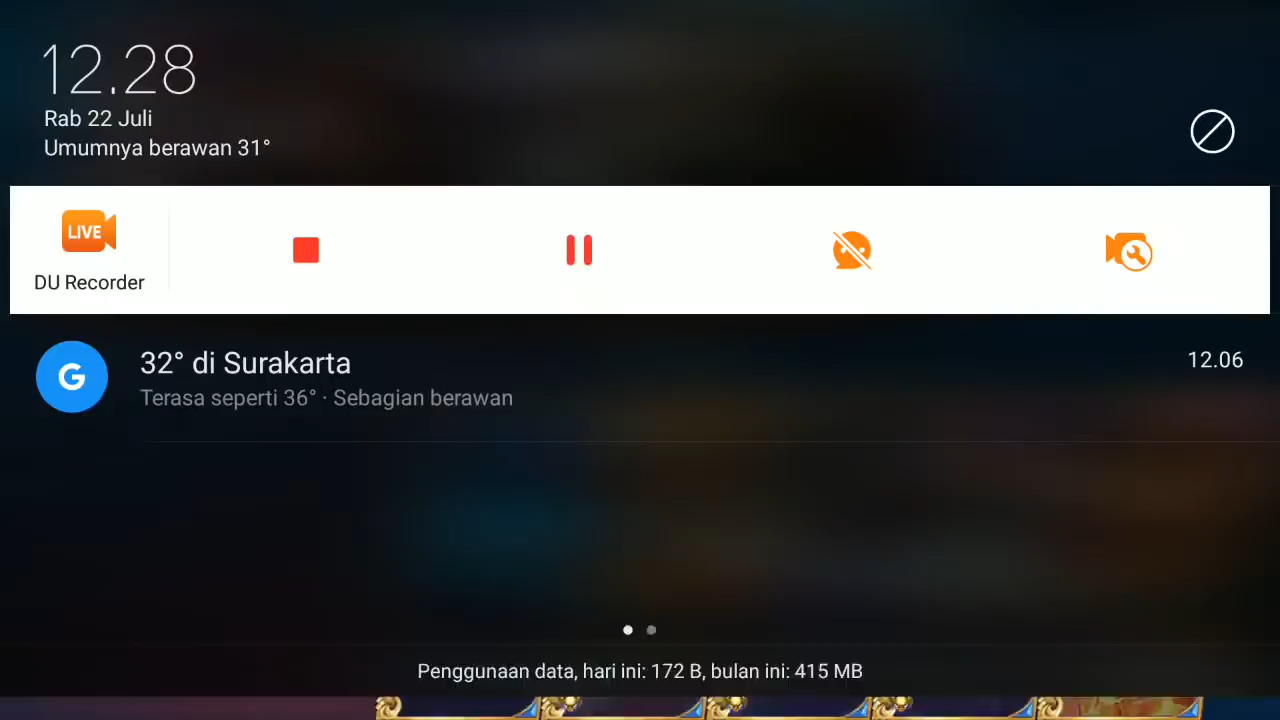 12.28
Rab 22 Juli
Umumnya berawan 31°
LIVE
DU Recorder
G
32° di Surakarta
12.06
Terasa seperti 36° · Sebagian berawan
Penggunaan data, hari ini: 172 B, bulan ini: 415 MB